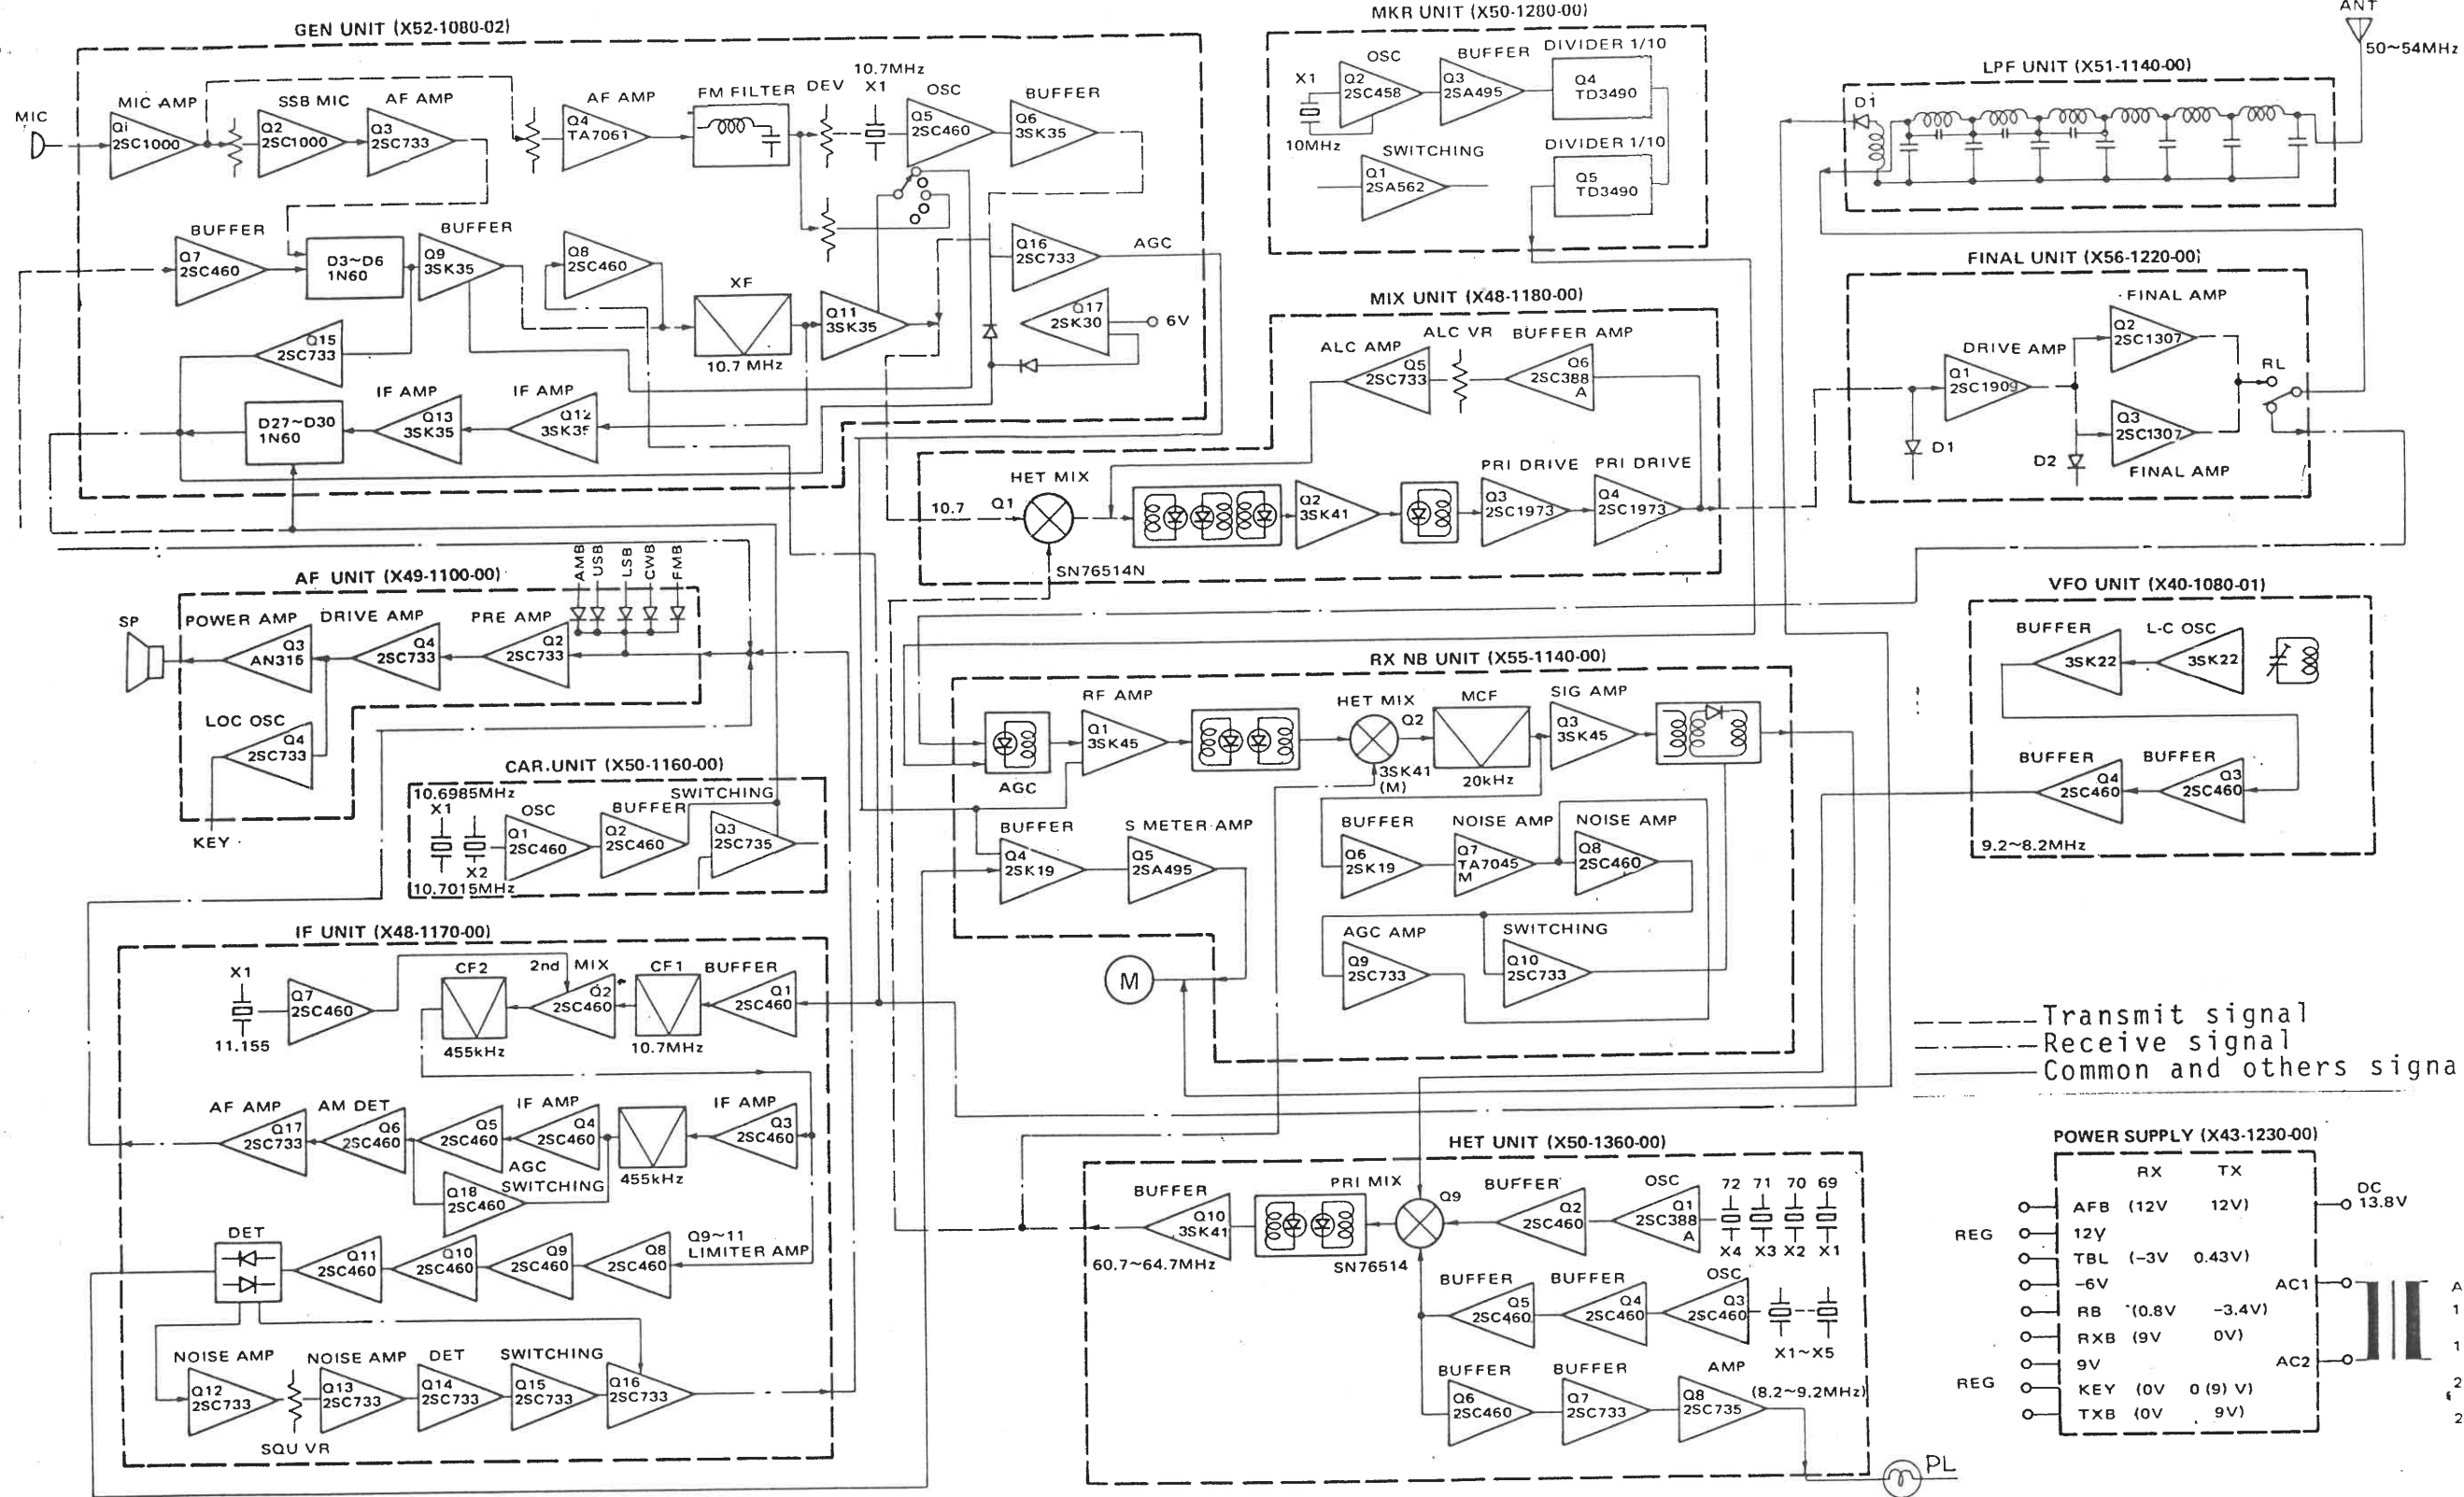 GEN UNIT (X52-1080-02)
MIC
MIC AMP
Qi
2SC1000
SSB MIC
Q2
2SC1000
AF AMP
Q3
2SC733
AF AMP
Q4
TA7061
FM FILTER
DEV
10.7MHz
X1
OSC
Q5
2SC460
BUFFER
Q6
3SK35
BUFFER
Q7
2SC460
D3~D6
1N60
BUFFER
Q9
3SK35
Q8
2SC460
XF
10.7 MHz
Q11
3SK35
Q16
2SC733
AGC
Q17
2SK30
6V
Q15
2SC733
D27~D30
1N60
IF AMP
Q13
3SK35
IF AMP
Q12
3SK35
MKR UNIT (X50-1280-00)
X1
10MHz
OSC
Q2
2SC458
BUFFER
Q3
2SA495
DIVIDER 1/10
Q4
TD3490
SWITCHING
Q1
2SA562
DIVIDER 1/10
Q5
TD3490
ANT
50~54MHz
LPF UNIT (X51-1140-00)
D1
FINAL UNIT (X56-1220-00)
FINAL AMP
Q2
2SC1307
DRIVE AMP
Q1
2SC1909
RL
Q3
2SC1307
D1
D2
FINAL AMP
MIX UNIT (X48-1180-00)
ALC AMP
Q5
2SC733
ALC VR
BUFFER AMP
Q6
2SC388
A
HET MIX
10.7
Q1
SN76514N
Q2
3SK41
PRI DRIVE
Q3
2SC1973
PRI DRIVE
Q4
2SC1973
AF UNIT (X49-1100-00)
AMB
USB
LSB
CWB
FMB
SP
POWER AMP
Q3
AN315
DRIVE AMP
Q4
2SC733
PRE AMP
Q2
2SC733
LOC OSC
Q4
2SC733
KEY
CAR.UNIT (X50-1160-00)
10.6985MHz
X1
X2
10.7015MHz
OSC
Q1
2SC460
BUFFER
Q2
2SC460
SWITCHING
Q3
2SC735
VFO UNIT (X40-1080-01)
BUFFER
3SK22
L-C OSC
3SK22
BUFFER
Q4
2SC460
BUFFER
Q3
2SC460
9.2~8.2MHz
RX NB UNIT (X55-1140-00)
AGC
RF AMP
Q1
3SK45
HET MIX
Q2
3SK41
(M)
MCF
20kHz
SIG AMP
Q3
3SK45
BUFFER
Q4
2SK19
S METER AMP
Q5
2SA495
BUFFER
Q6
2SK19
NOISE AMP
Q7
TA7045
M
NOISE AMP
Q8
2SC460
AGC AMP
Q9
2SC733
SWITCHING
Q10
2SC733
M
IF UNIT (X48-1170-00)
X1
11.155
Q7
2SC460
CF2
455kHz
2nd MIX
Q2
2SC460
CF1
10.7MHz
BUFFER
Q1
2SC460
AF AMP
Q17
2SC733
AM DET
Q6
2SC460
Q5
2SC460
IF AMP
Q4
2SC460
455kHz
IF AMP
Q3
2SC460
AGC
SWITCHING
Q18
2SC460
DET
Q11
2SC460
Q10
2SC460
Q9
2SC460
Q8
2SC460
Q9~11
LIMITER AMP
NOISE AMP
Q12
2SC733
SQU VR
NOISE AMP
Q13
2SC733
DET
Q14
2SC733
SWITCHING
Q15
2SC733
Q16
2SC733
Transmit signal
Receive signal
Common and others signa
HET UNIT (X50-1360-00)
BUFFER
Q10
3SK41
60.7~64.7MHz
PRI MIX
Q9
SN76514
BUFFER
Q2
2SC460
OSC
Q1
2SC388
A
72 71 70 69
X4 X3 X2 X1
BUFFER
Q5
2SC460
BUFFER
Q4
2SC460
OSC
Q3
2SC460
X1~X5
BUFFER
Q6
2SC460
BUFFER
Q7
2SC733
AMP
Q8
2SC735
(8.2~9.2MHz)
PL
POWER SUPPLY (X43-1230-00)
RX TX
AFB (12V 12V)
REG 12V
TBL (-3V 0.43V)
-6V
RB (0.8V -3.4V)
RXB (9V 0V)
9V
REG KEY (0V 0 (9) V)
TXB (0V 9V)
DC
13.8V
AC1
AC2
A
1
1
2
2